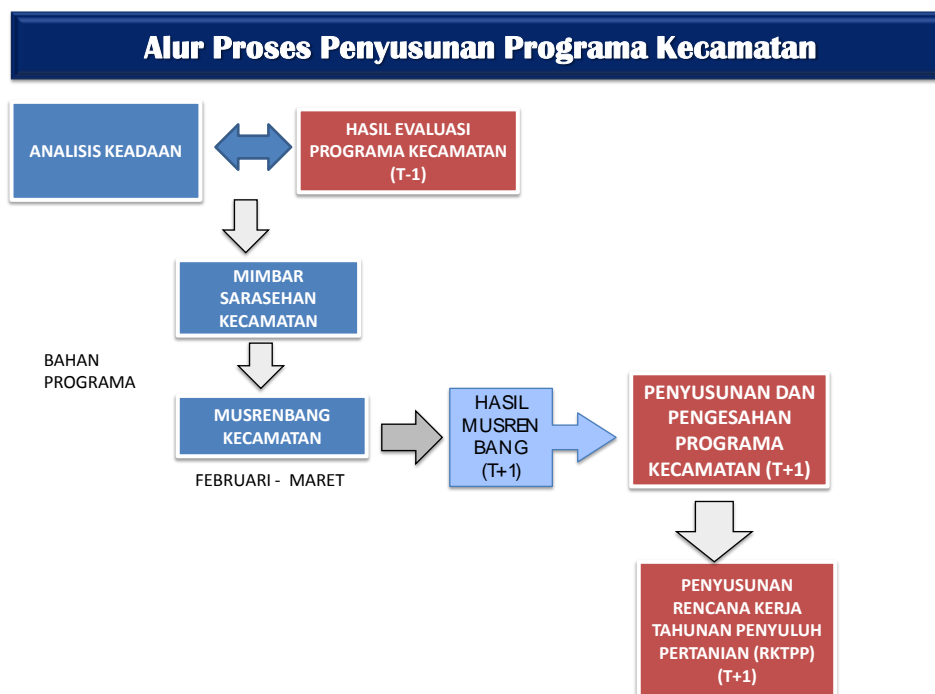 Alur Proses Penyusunan Programa Kecamatan
ANALISIS KEADAAN
HASIL EVALUASI
PROGRAMA KECAMATAN
(T-1)
MIMBAR
SARASEHAN
KECAMATAN
BAHAN
PROGRAMA
MUSRENBANG
KECAMATAN
FEBRUARI - MARET
HASIL
MUSREN
BANG
(T+1)
PENYUSUNAN DAN
PENGESAHAN
PROGRAMA
KECAMATAN (T+1)
PENYUSUNAN
RENCANA KERJA
TAHUNAN PENYULUH
PERTANIAN (RKTPP)
(T+1)